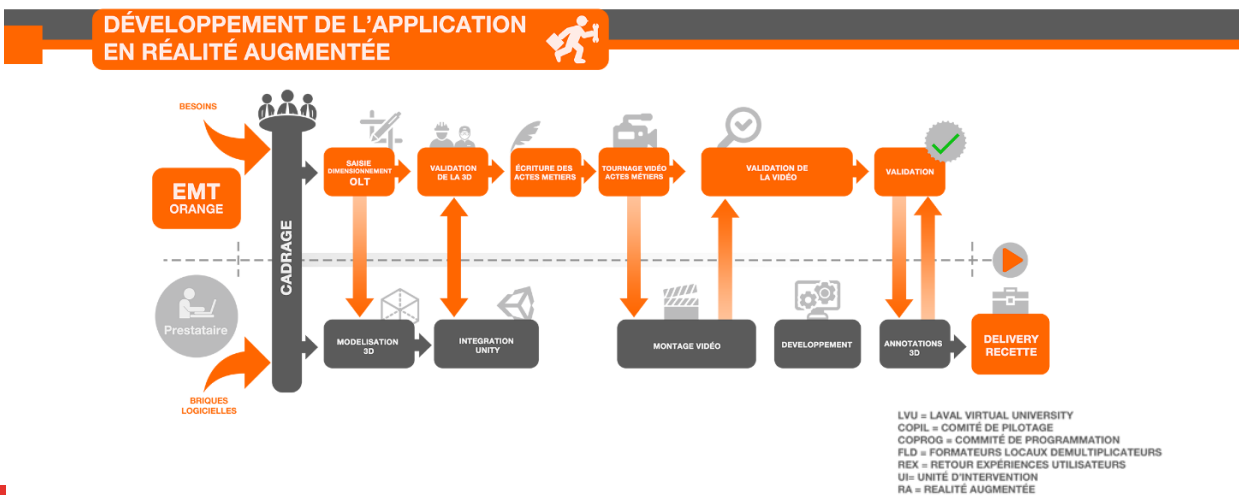 DÉVELOPPEMENT DE L'APPLICATION
EN RÉALITÉ AUGMENTÉE
BESOINS
EMT
ORANGE
CADRAGE
SAISIE
DIMENSIONNEMENT
OLT
VALIDATION
DE LA 3D
ÉCRITURE DES
ACTES METIERS
TOURNAGE VIDÉO
ACTES MÉTIERS
VALIDATION DE
LA VIDÉO
VALIDATION
Prestataire
BRIQUES
LOGICIELLES
MODELISATION
3D
INTEGRATION
UNITY
MONTAGE VIDÉO
DEVELOPPEMENT
ANNOTATIONS
3D
DELIVERY
RECETTE
LVU = LAVAL VIRTUAL UNIVERSITY
COPIL = COMITÉ DE PILOTAGE
COPROG = COMMITÉ DE PROGRAMMATION
FLD = FORMATEURS LOCAUX DEMULTIPLICATEURS
REX = RETOUR EXPÉRIENCES UTILISATEURS
UI= UNITÉ D'INTERVENTION
RA = REALITÉ AUGMENTÉE